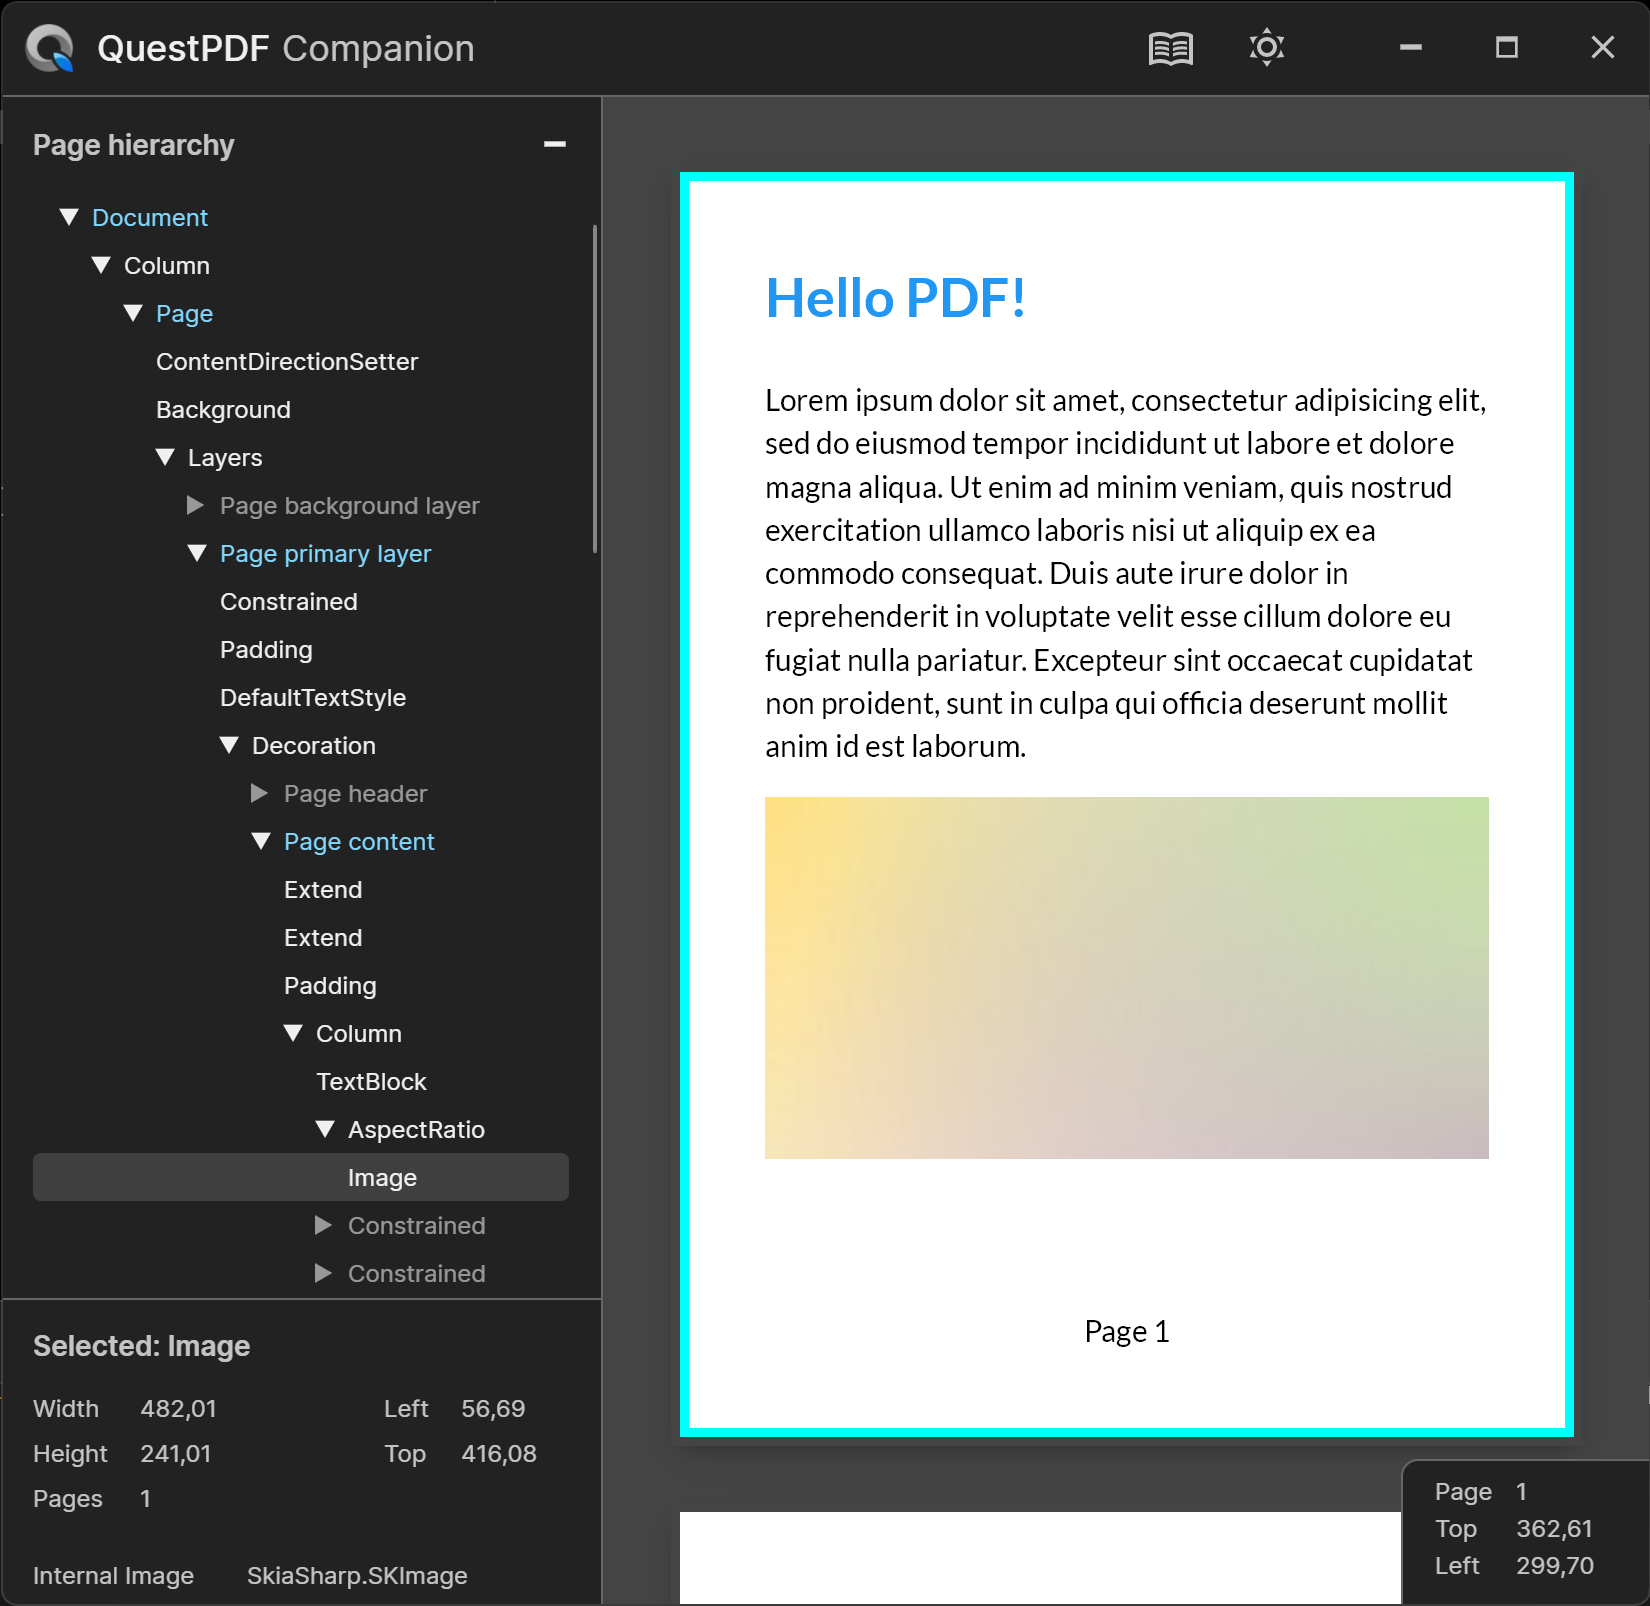 QuestPDF Companion
Page hierarchy
Document
Column
Page
ContentDirectionSetter
Background
Layers
Page background layer
Page primary layer
Constrained
Padding
DefaultTextStyle
Decoration
Page header
Page content
Extend
Extend
Padding
Column
TextBlock
AspectRatio
Image
Constrained
Constrained
Selected: Image
Width 482,01 Left 56,69
Height 241,01 Top 416,08
Pages 1
Internal Image SkiaSharp.SKImage
Hello PDF!
Lorem ipsum dolor sit amet, consectetur adipisicing elit,
sed do eiusmod tempor incididunt ut labore et dolore
magna aliqua. Ut enim ad minim veniam, quis nostrud
exercitation ullamco laboris nisi ut aliquip ex ea
commodo consequat. Duis aute irure dolor in
reprehenderit in voluptate velit esse cillum dolore eu
fugiat nulla pariatur. Excepteur sint occaecat cupidatat
non proident, sunt in culpa qui officia deserunt mollit
anim id est laborum.
Page 1
Page 1
Top 362,61
Left 299,70